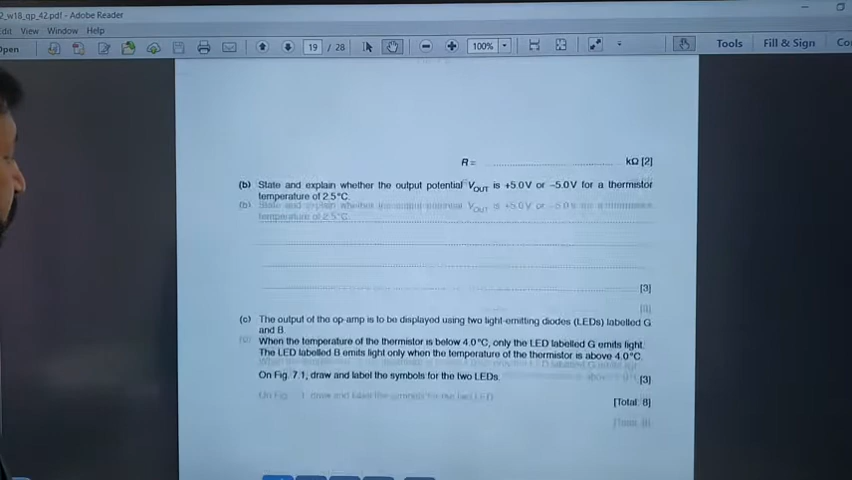 2_w18_qp_42.pdf - Adobe Reader
Edit View Window Help
Open 19 / 28 100% Tools Fill & Sign
R = ........................................ kΩ [2]
(b) State and explain whether the output potential VOUT is +5.0V or −5.0V for a thermistor
temperature of 2.5°C.
[3]
(c) The output of the op-amp is to be displayed using two light-emitting diodes (LEDs) labelled G
and B.
When the temperature of the thermistor is below 4.0°C, only the LED labelled G emits light.
The LED labelled B emits light only when the temperature of the thermistor is above 4.0°C.
On Fig. 7.1, draw and label the symbols for the two LEDs.
[3]
[Total: 8]